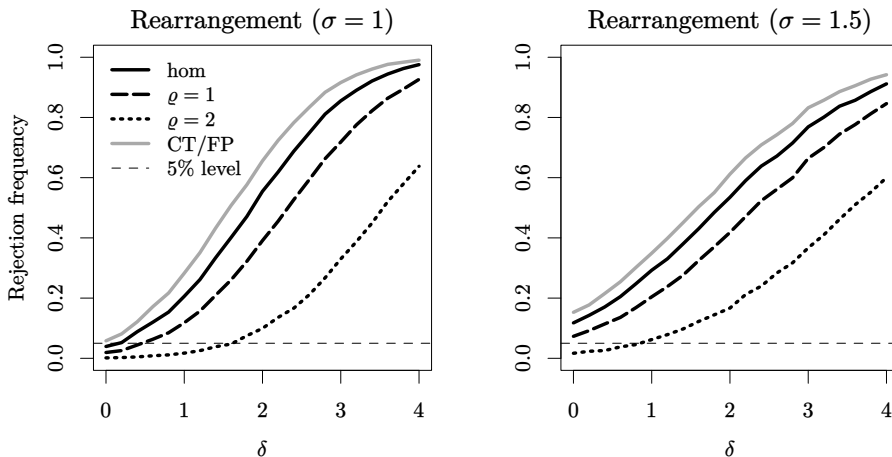 Rearrangement (σ = 1)
Rejection frequency
1.0
0.8
0.6
0.4
0.2
0.0
hom
ϱ = 1
ϱ = 2
CT/FP
5% level
0 1 2 3 4
δ
Rearrangement (σ = 1.5)
1.0
0.8
0.6
0.4
0.2
0.0
0 1 2 3 4
δ